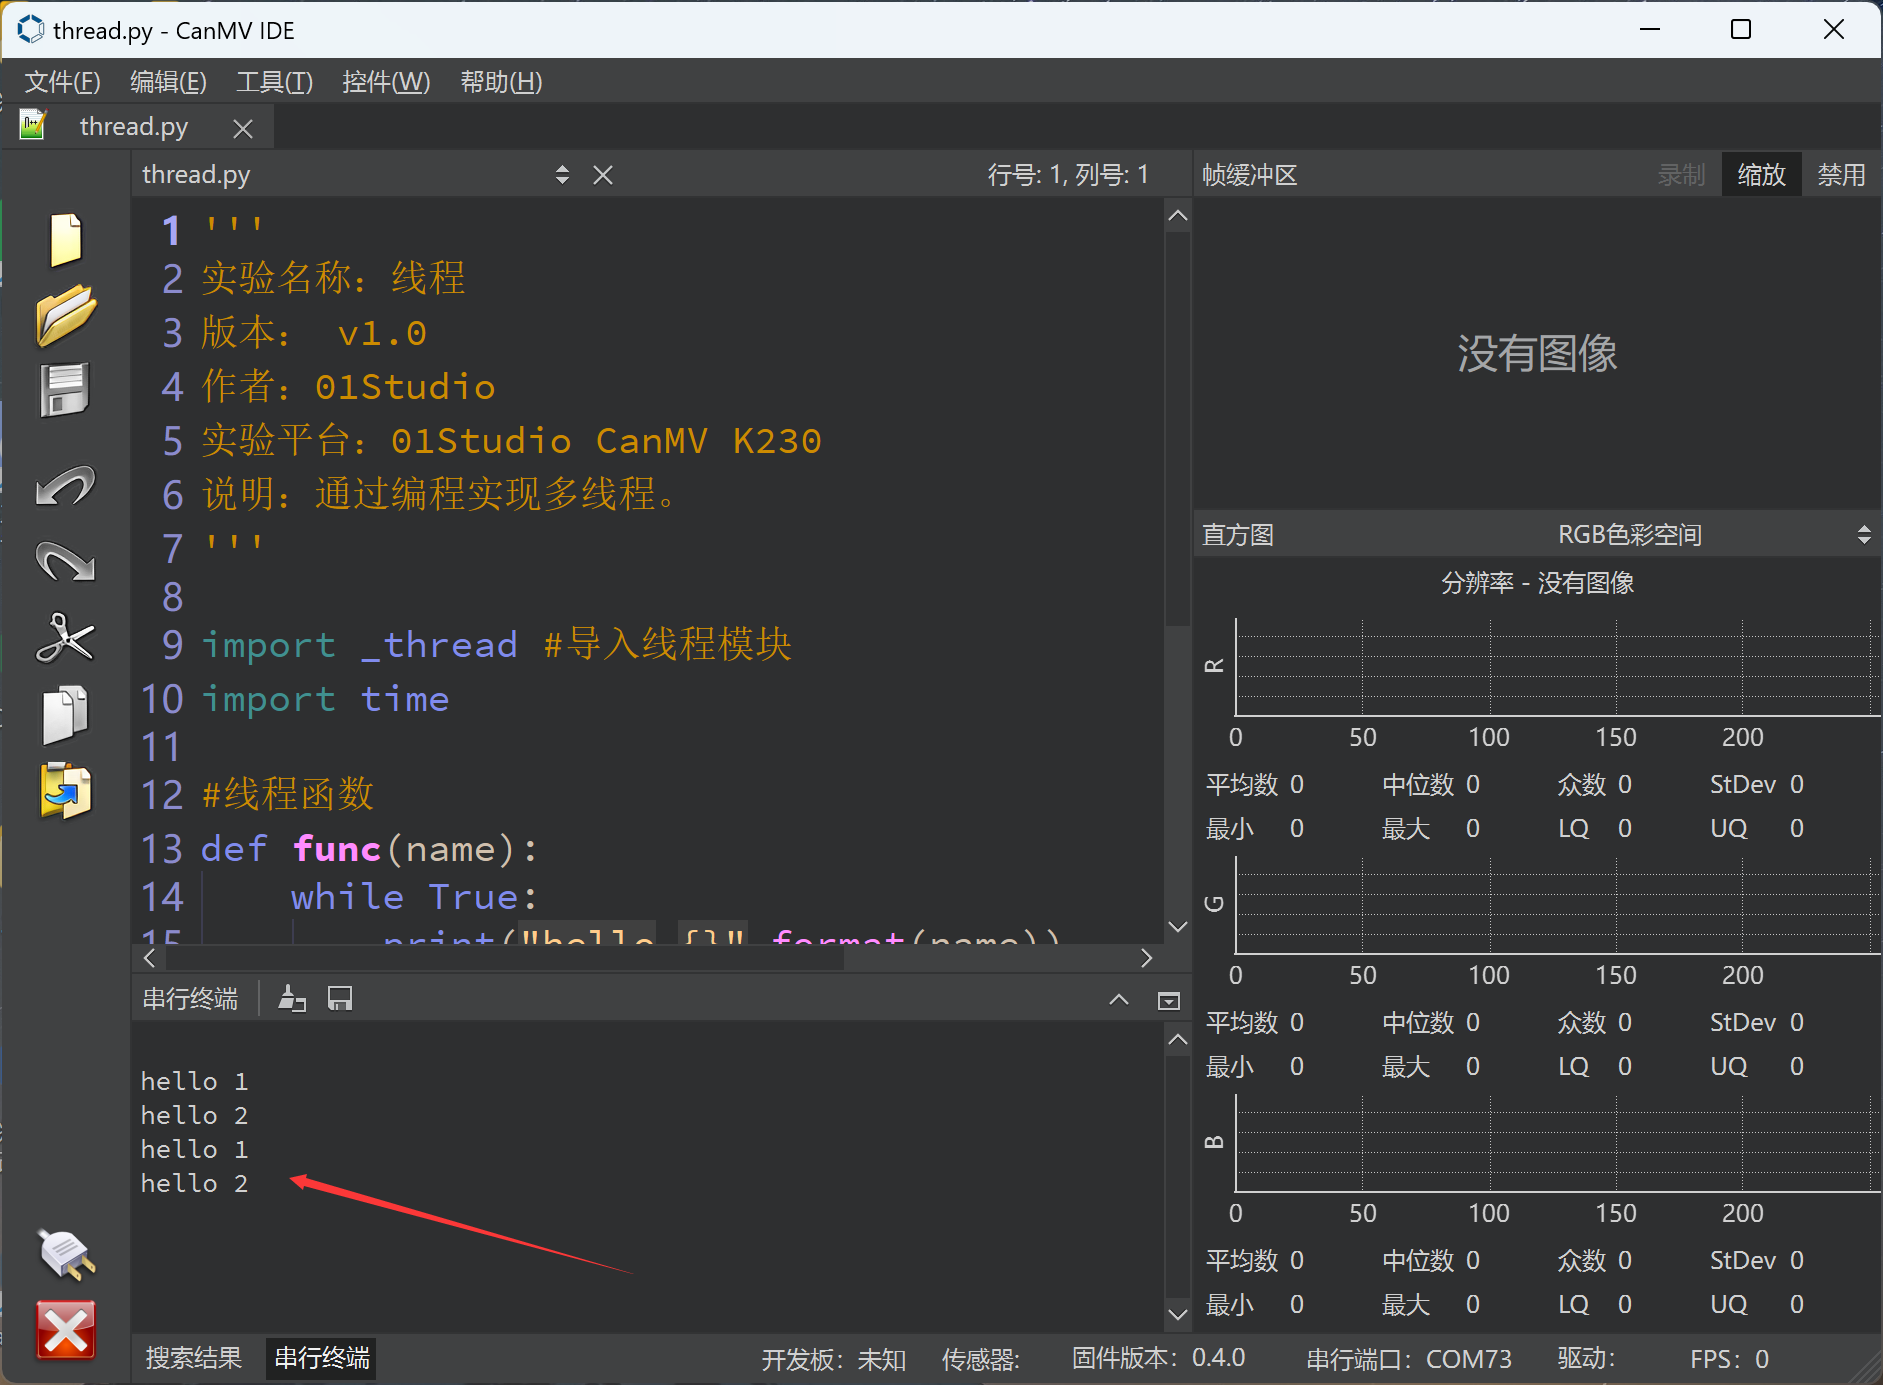 thread.py - CanMV IDE
文件(F) 编辑(E) 工具(T) 控件(W) 帮助(H)
thread.py
thread.py 行号: 1, 列号: 1
1 '''
2 实验名称：线程
3 版本： v1.0
4 作者：01Studio
5 实验平台：01Studio CanMV K230
6 说明：通过编程实现多线程。
7 '''
8
9 import _thread #导入线程模块
10 import time
11
12 #线程函数
13 def func(name):
14 while True:
15 print("hello {}".format(name))
串行终端
hello 1
hello 2
hello 1
hello 2
搜索结果 串行终端 开发板：未知 传感器: 固件版本：0.4.0 串行端口：COM73 驱动: FPS：0
帧缓冲区 录制 缩放 禁用
没有图像
直方图 RGB色彩空间
分辨率 - 没有图像
R
0 50 100 150 200
平均数 0 中位数 0 众数 0 StDev 0
最小 0 最大 0 LQ 0 UQ 0
G
0 50 100 150 200
平均数 0 中位数 0 众数 0 StDev 0
最小 0 最大 0 LQ 0 UQ 0
B
0 50 100 150 200
平均数 0 中位数 0 众数 0 StDev 0
最小 0 最大 0 LQ 0 UQ 0